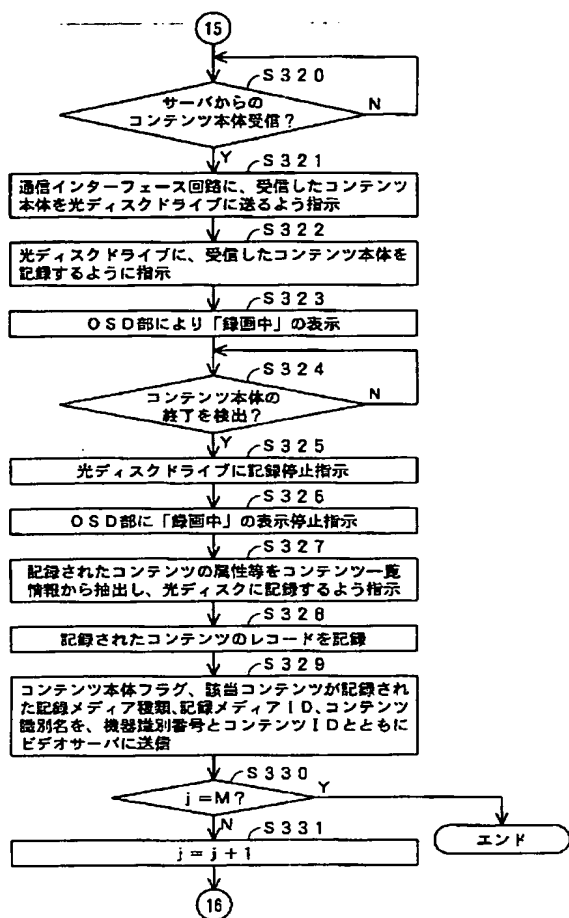 15
S320
サーバからの
コンテンツ本体受信？
N
Y
S321
通信インターフェース回路に、受信したコンテンツ
本体を光ディスクドライブに送るよう指示
S322
光ディスクドライブに、受信したコンテンツ本体を
記録するように指示
S323
OSD部により「録画中」の表示
S324
コンテンツ本体の
終了を検出？
N
Y
S325
光ディスクドライブに記録停止指示
S326
OSD部に「録画中」の表示停止指示
S327
記録されたコンテンツの属性等をコンテンツ一覧
情報から抽出し、光ディスクに記録するよう指示
S328
記録されたコンテンツのレコードを記録
S329
コンテンツ本体フラグ、該当コンテンツが記録され
た記録メディア種類、記録メディアID、コンテンツ
識別名を、機器識別番号とコンテンツIDとともに
ビデオサーバに送信
S330
j=M？
Y
N
S331
j=j+1
エンド
16